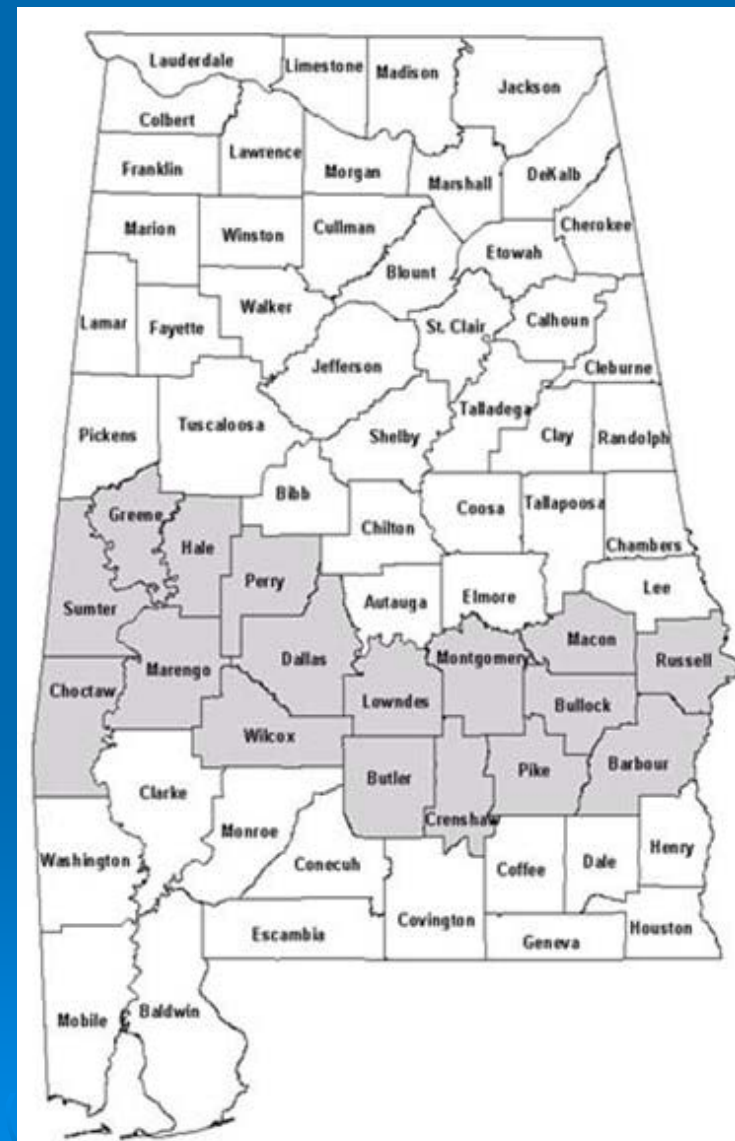 Lauderdale
Limestone
Madison
Jackson
Colbert
Lawrence
Franklin
Morgan
Marshall
DeKalb
Marion
Winston
Cullman
Cherokee
Etowah
Blount
Lamar
Fayette
Walker
St. Clair
Calhoun
Jefferson
Cleburne
Talladega
Pickens
Tuscaloosa
Shelby
Clay
Randolph
Bibb
Greene
Chilton
Coosa
Tallapoosa
Hale
Chambers
Perry
Sumter
Autauga
Elmore
Lee
Macon
Marengo
Dallas
Montgomery
Russell
Choctaw
Lowndes
Bullock
Wilcox
Clarke
Butler
Pike
Barbour
Crenshaw
Monroe
Washington
Conecuh
Coffee
Dale
Henry
Escambia
Covington
Geneva
Houston
Mobile
Baldwin